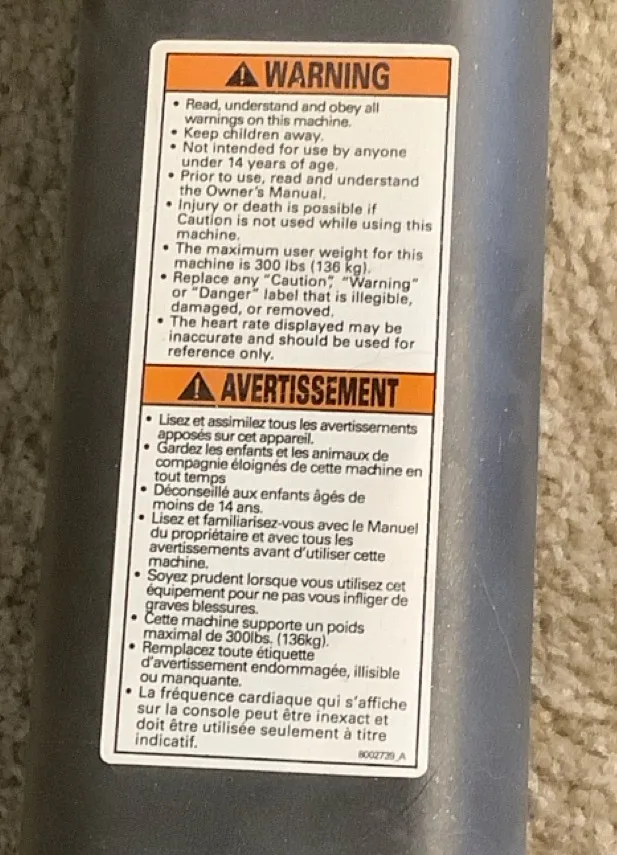 ⚠ WARNING
• Read, understand and obey all
warnings on this machine.
• Keep children away.
• Not intended for use by anyone
under 14 years of age.
• Prior to use, read and understand
the Owner's Manual.
• Injury or death is possible if
Caution is not used while using this
machine.
• The maximum user weight for this
machine is 300 lbs (136 kg).
• Replace any "Caution", "Warning"
or "Danger" label that is illegible,
damaged, or removed.
• The heart rate displayed may be
inaccurate and should be used for
reference only.
⚠ AVERTISSEMENT
• Lisez et assimilez tous les avertissements
apposés sur cet appareil.
• Gardez les enfants et les animaux de
compagnie éloignés de cette machine en
tout temps
• Déconseillé aux enfants âgés de
moins de 14 ans.
• Lisez et familiarisez-vous avec le Manuel
du propriétaire et avec tous les
avertissements avant d'utiliser cette
machine.
• Soyez prudent lorsque vous utilisez cet
équipement pour ne pas vous infliger de
graves blessures.
• Cette machine supporte un poids
maximal de 300lbs. (136kg).
• Remplacez toute étiquette
d'avertissement endommagée, illisible
ou manquante.
• La fréquence cardiaque qui s'affiche
sur la console peut être inexact et
doit être utilisée seulement à titre
indicatif.
8002739_A